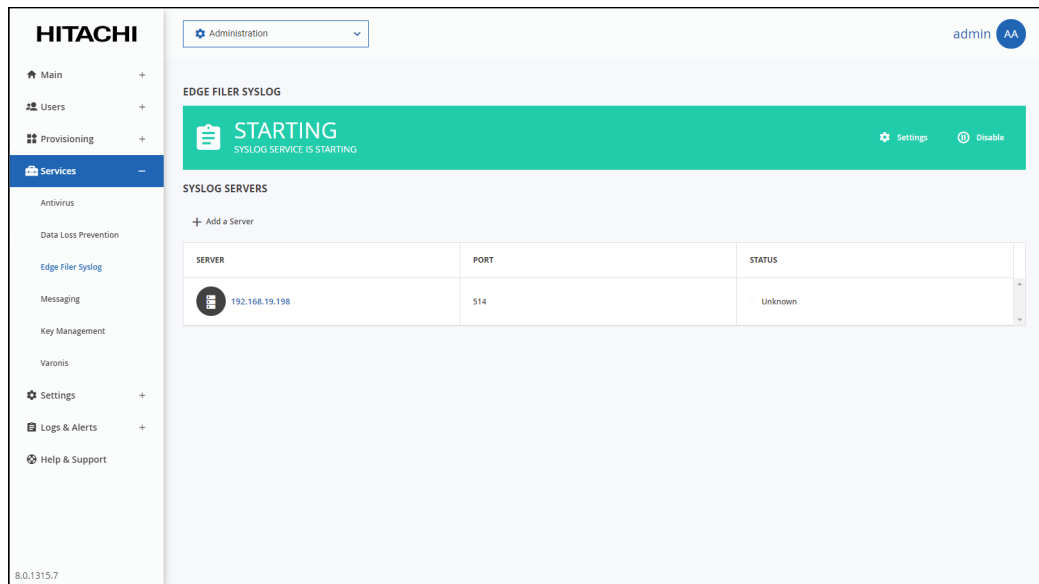 HITACHI
Administration
admin AA
Main +
Users +
Provisioning +
Services −
Antivirus
Data Loss Prevention
Edge Filer Syslog
Messaging
Key Management
Varonis
Settings +
Logs & Alerts +
Help & Support
8.0.1315.7
EDGE FILER SYSLOG
STARTING
SYSLOG SERVICE IS STARTING
Settings Disable
SYSLOG SERVERS
+ Add a Server
SERVER PORT STATUS
192.168.19.198 514 Unknown